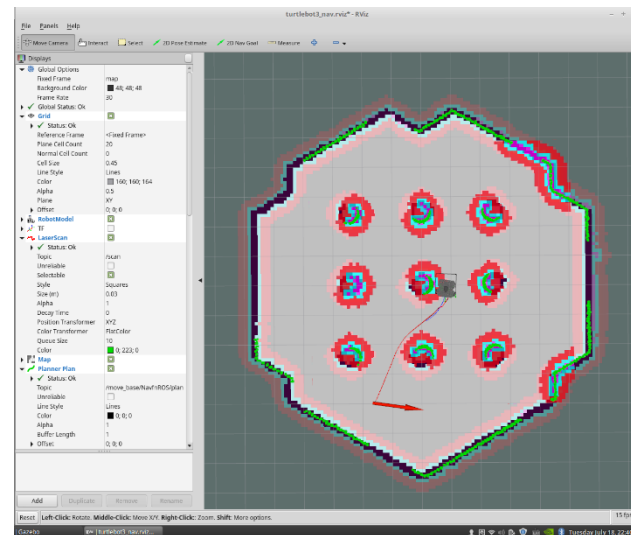 turtlebot3_nav.rviz* - RViz
File Panels Help
Move Camera Interact Select 2D Pose Estimate 2D Nav Goal Measure
Displays
Global Options
Fixed Frame map
Background Color 48; 48; 48
Frame Rate 30
Global Status: Ok
Grid
Status: Ok
Reference Frame <Fixed Frame>
Plane Cell Count 20
Normal Cell Count 0
Cell Size 0.45
Line Style Lines
Color 160; 160; 164
Alpha 0.5
Plane XY
Offset 0; 0; 0
RobotModel
TF
LaserScan
Status: Ok
Topic /scan
Unreliable
Selectable
Style Squares
Size (m) 0.03
Alpha 1
Decay Time 0
Position Transformer XYZ
Color Transformer FlatColor
Queue Size 10
Color 0; 223; 0
Map
Planner Plan
Status: Ok
Topic /move_base/NavfnROS/plan
Unreliable
Line Style Lines
Color 0; 0; 0
Alpha 1
Buffer Length 1
Offset 0; 0; 0
Add Duplicate Remove Rename
Reset Left-Click: Rotate. Middle-Click: Move X/Y. Right-Click: Zoom. Shift: More options. 15 fps
Gazebo turtlebot3_nav.rviz... Tuesday July 18, 22:4